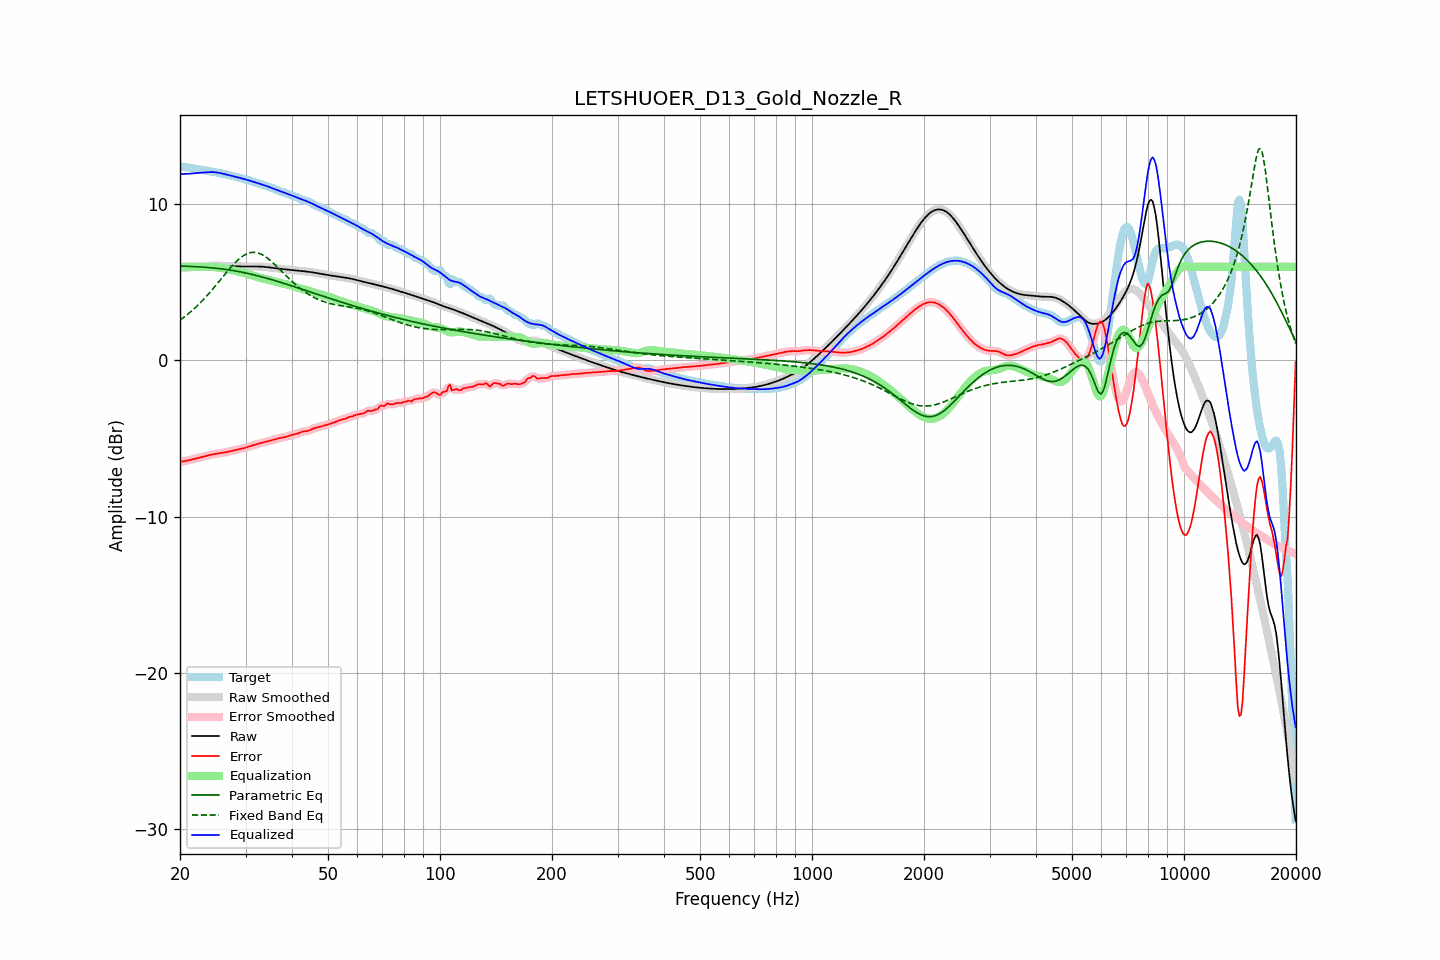 LETSHUOER_D13_Gold_Nozzle_R
10
0
−10
−20
−30
Amplitude (dBr)
Target
Raw Smoothed
Error Smoothed
Raw
Error
Equalization
Parametric Eq
Fixed Band Eq
Equalized
20 50 100 200 500 1000 2000 5000 10000 20000
Frequency (Hz)